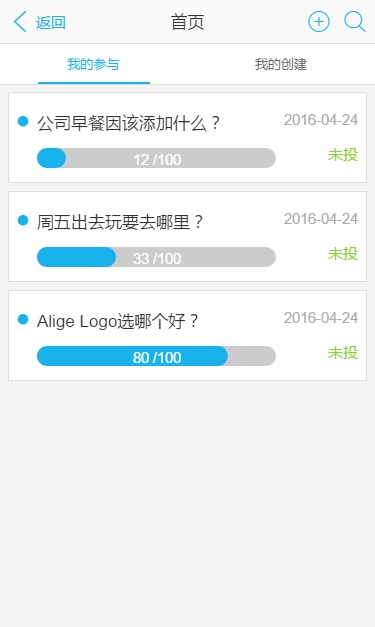 返回 首页
我的参与 我的创建
公司早餐因该添加什么？ 2016-04-24
12 /100 未投
周五出去玩要去哪里？ 2016-04-24
33 /100 未投
Alige Logo选哪个好？ 2016-04-24
80 /100 未投